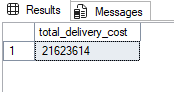 Results Messages
total_delivery_cost
1 21623614